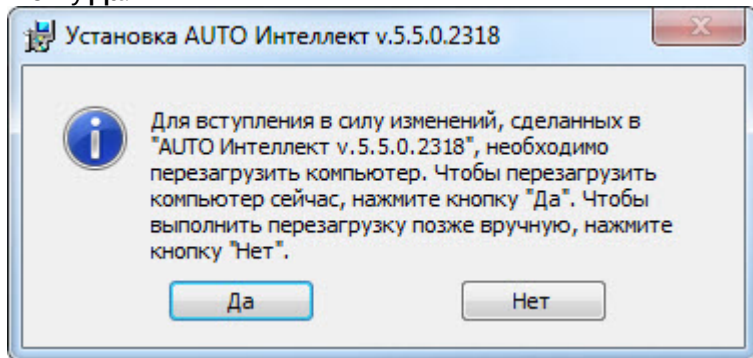 Установка AUTO Интеллект v.5.5.0.2318
Для вступления в силу изменений, сделанных в
"AUTO Интеллект v.5.5.0.2318", необходимо
перезагрузить компьютер. Чтобы перезагрузить
компьютер сейчас, нажмите кнопку "Да". Чтобы
выполнить перезагрузку позже вручную, нажмите
кнопку "Нет".
Да
Нет